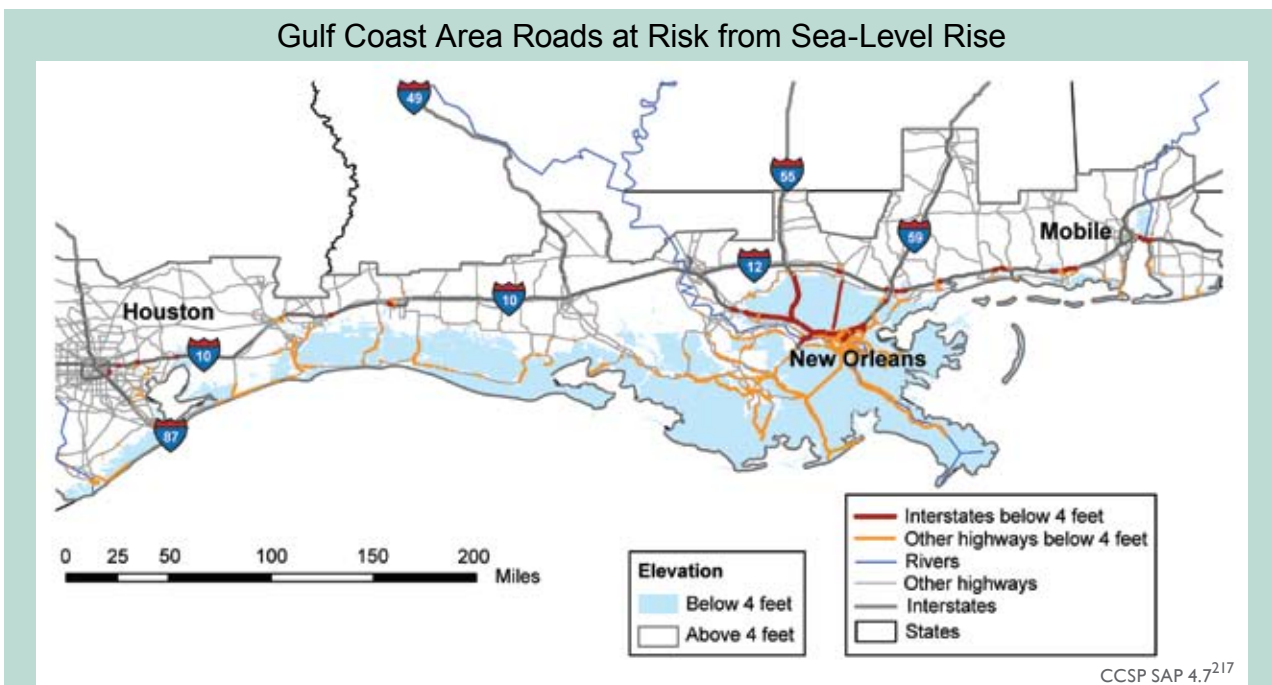 Gulf Coast Area Roads at Risk from Sea-Level Rise
49
55
59
Mobile
12
10
Houston
10
New Orleans
87
0 25 50 100 150 200
Miles
Elevation
Below 4 feet
Above 4 feet
Interstates below 4 feet
Other highways below 4 feet
Rivers
Other highways
Interstates
States
CCSP SAP 4.7217